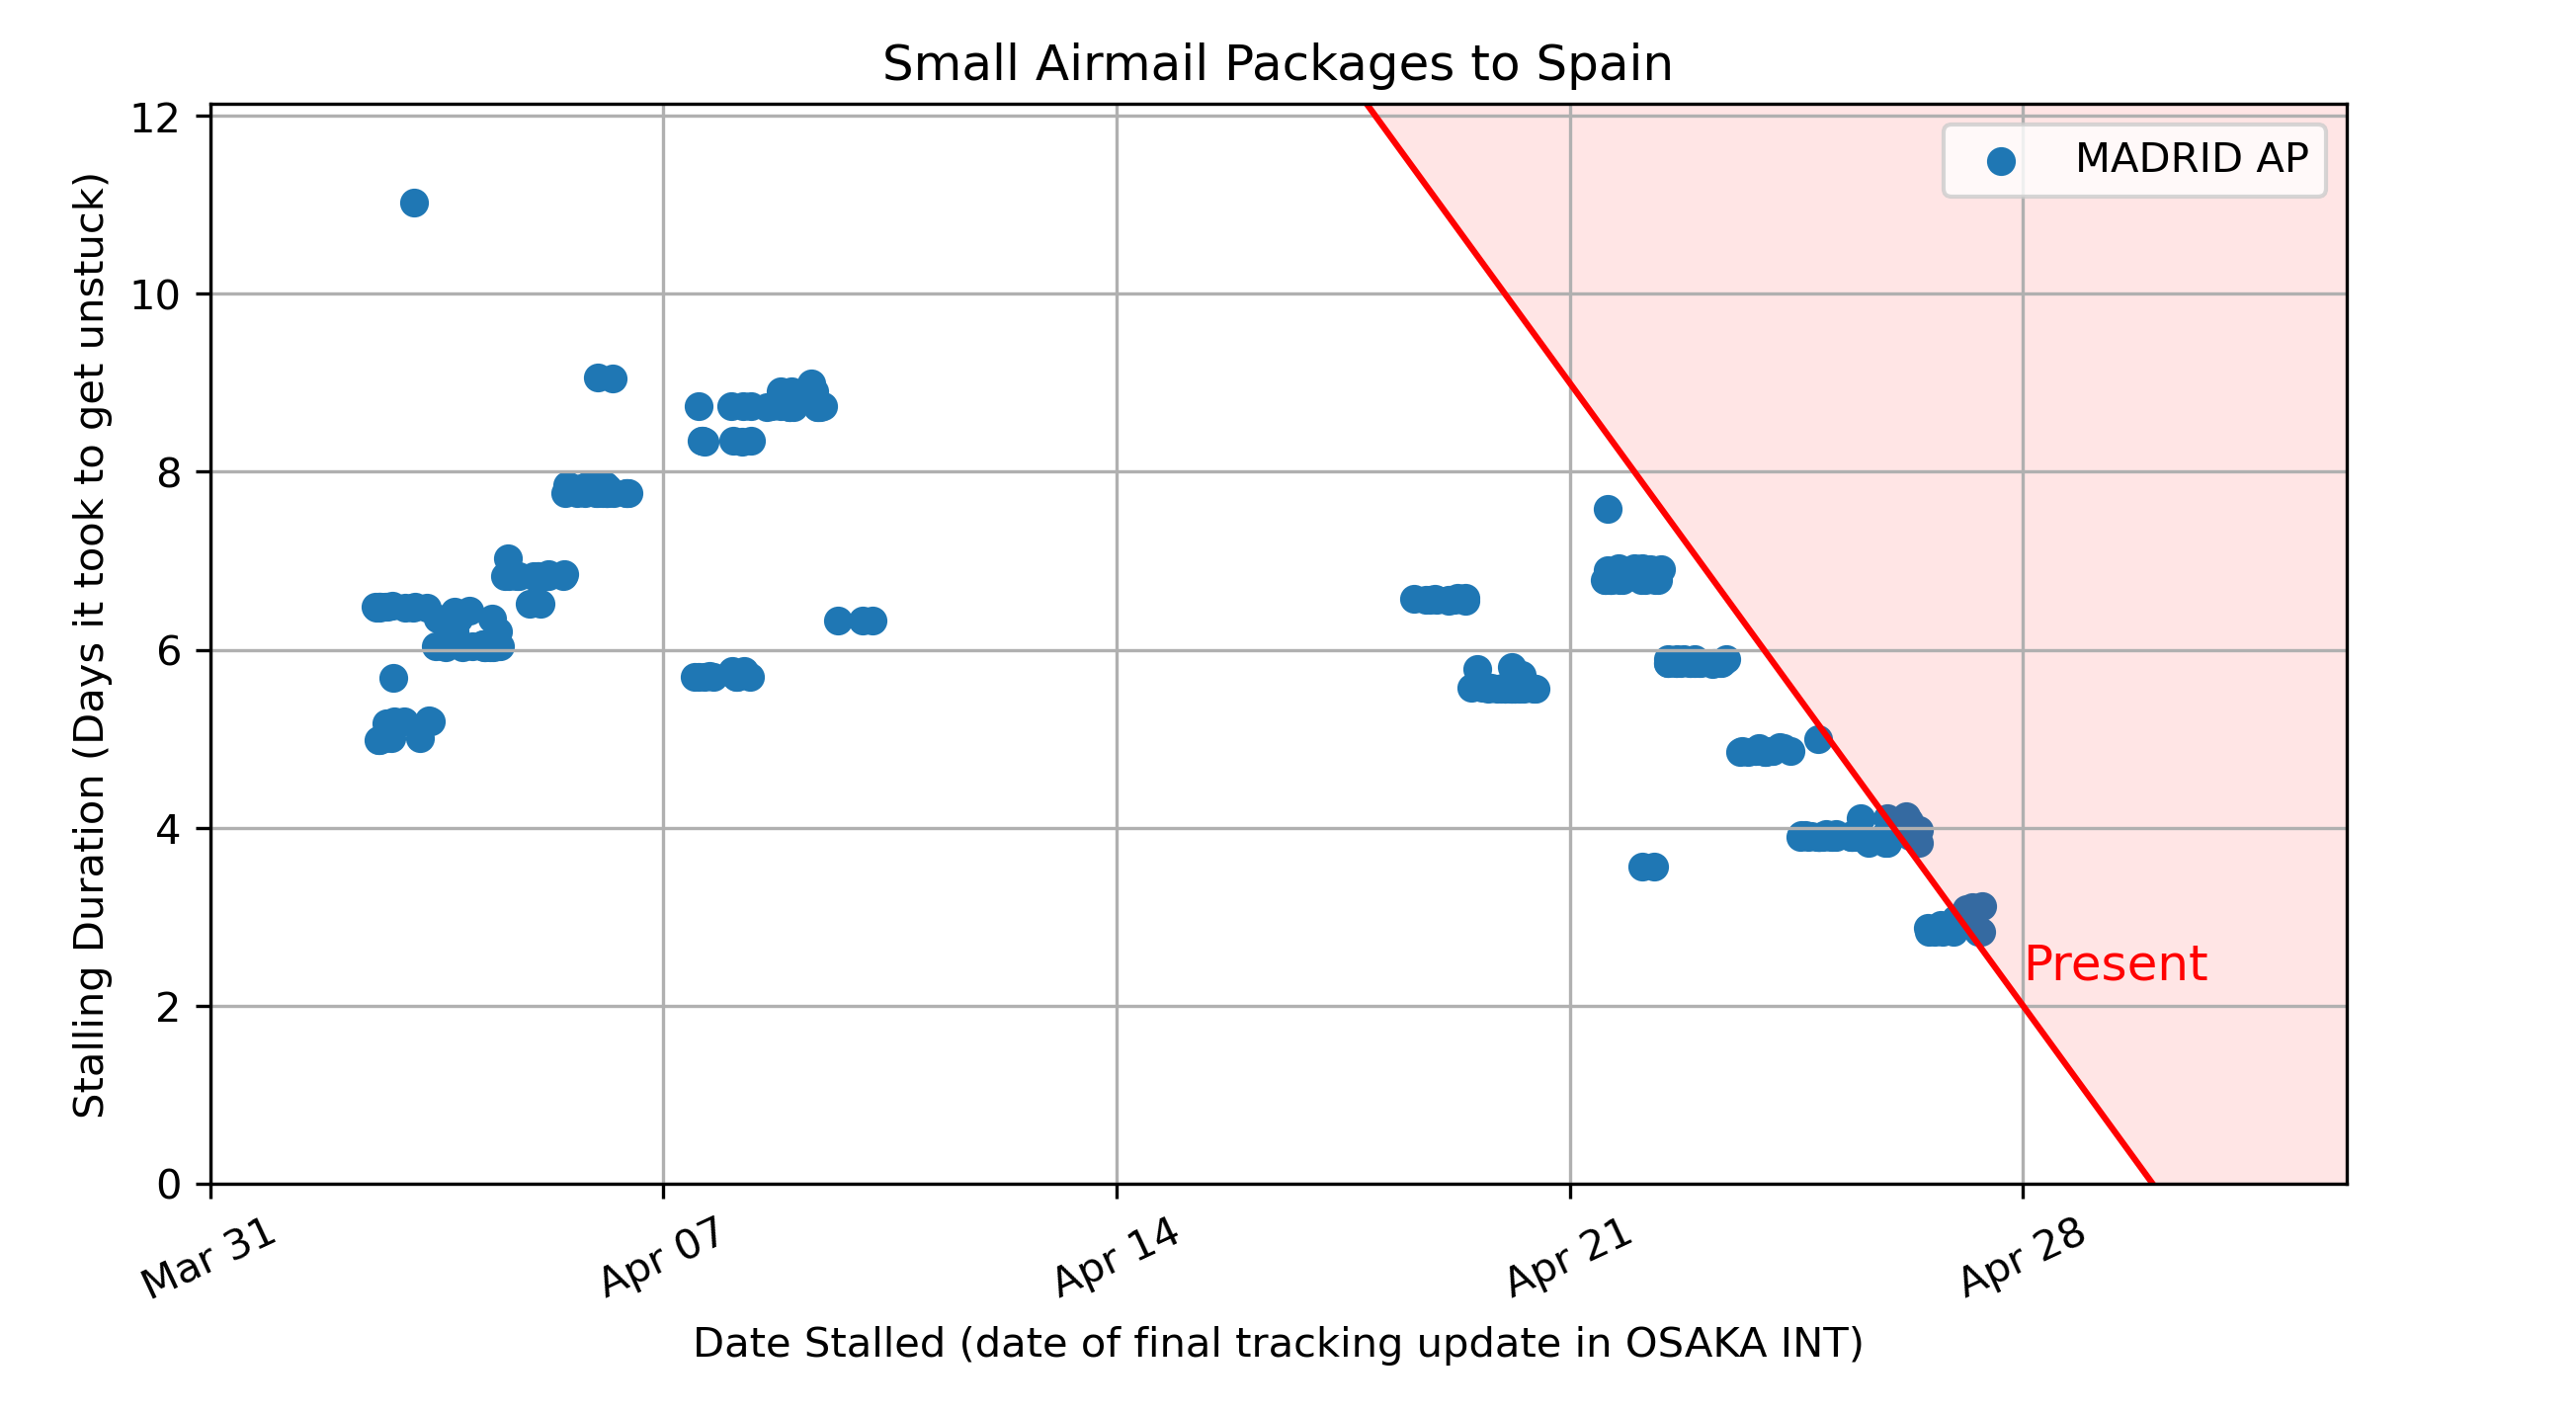 Small Airmail Packages to Spain
12
10
8
6
4
2
0
Stalling Duration (Days it took to get unstuck)
MADRID AP
Present
Mar 31
Apr 07
Apr 14
Apr 21
Apr 28
Date Stalled (date of final tracking update in OSAKA INT)